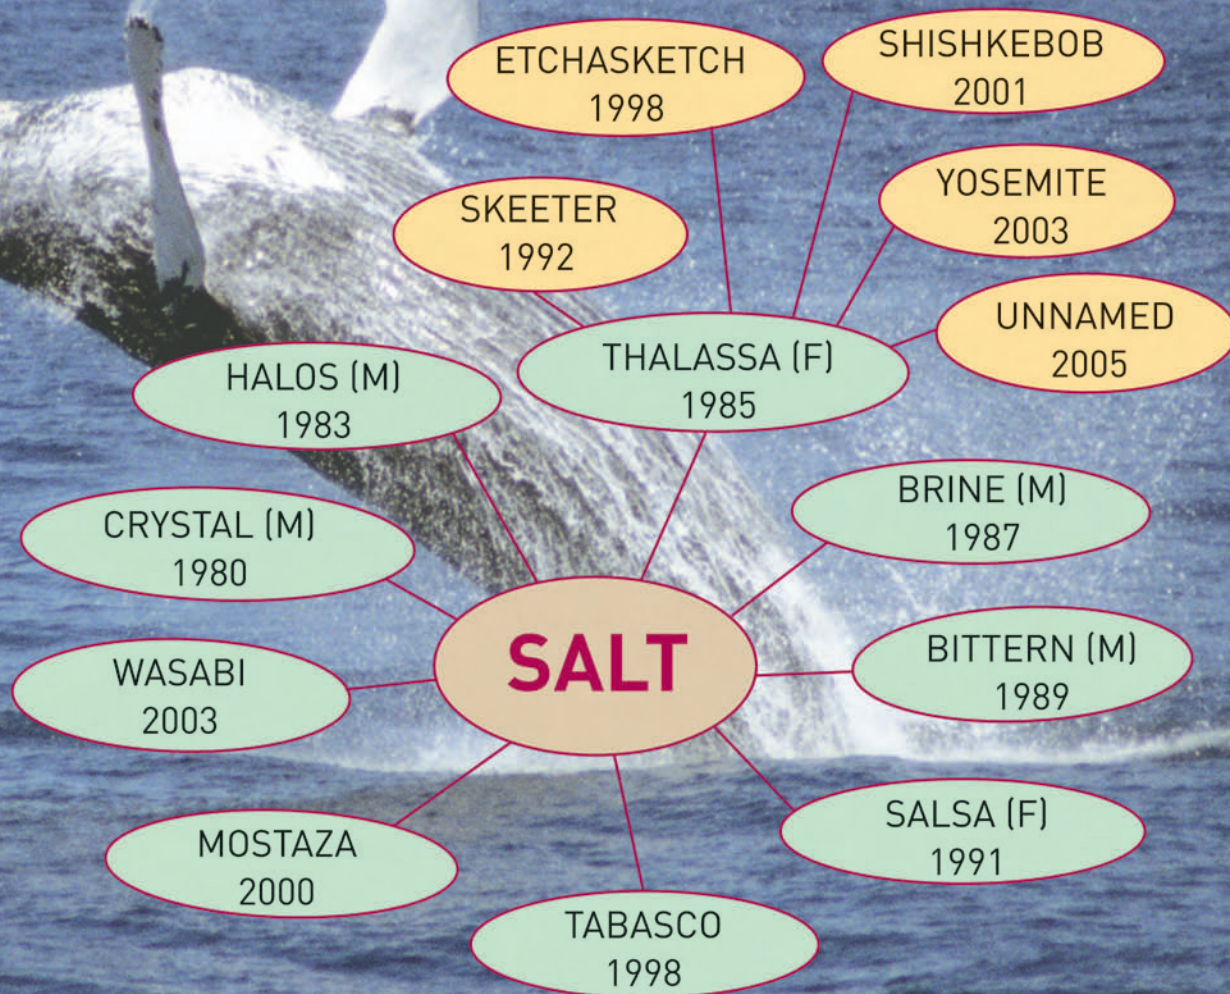 ETCHASKETCH
1998
SHISHKEBOB
2001
SKEETER
1992
YOSEMITE
2003
UNNAMED
2005
HALOS (M)
1983
THALASSA (F)
1985
CRYSTAL (M)
1980
BRINE (M)
1987
SALT
WASABI
2003
BITTERN (M)
1989
MOSTAZA
2000
SALSA (F)
1991
TABASCO
1998